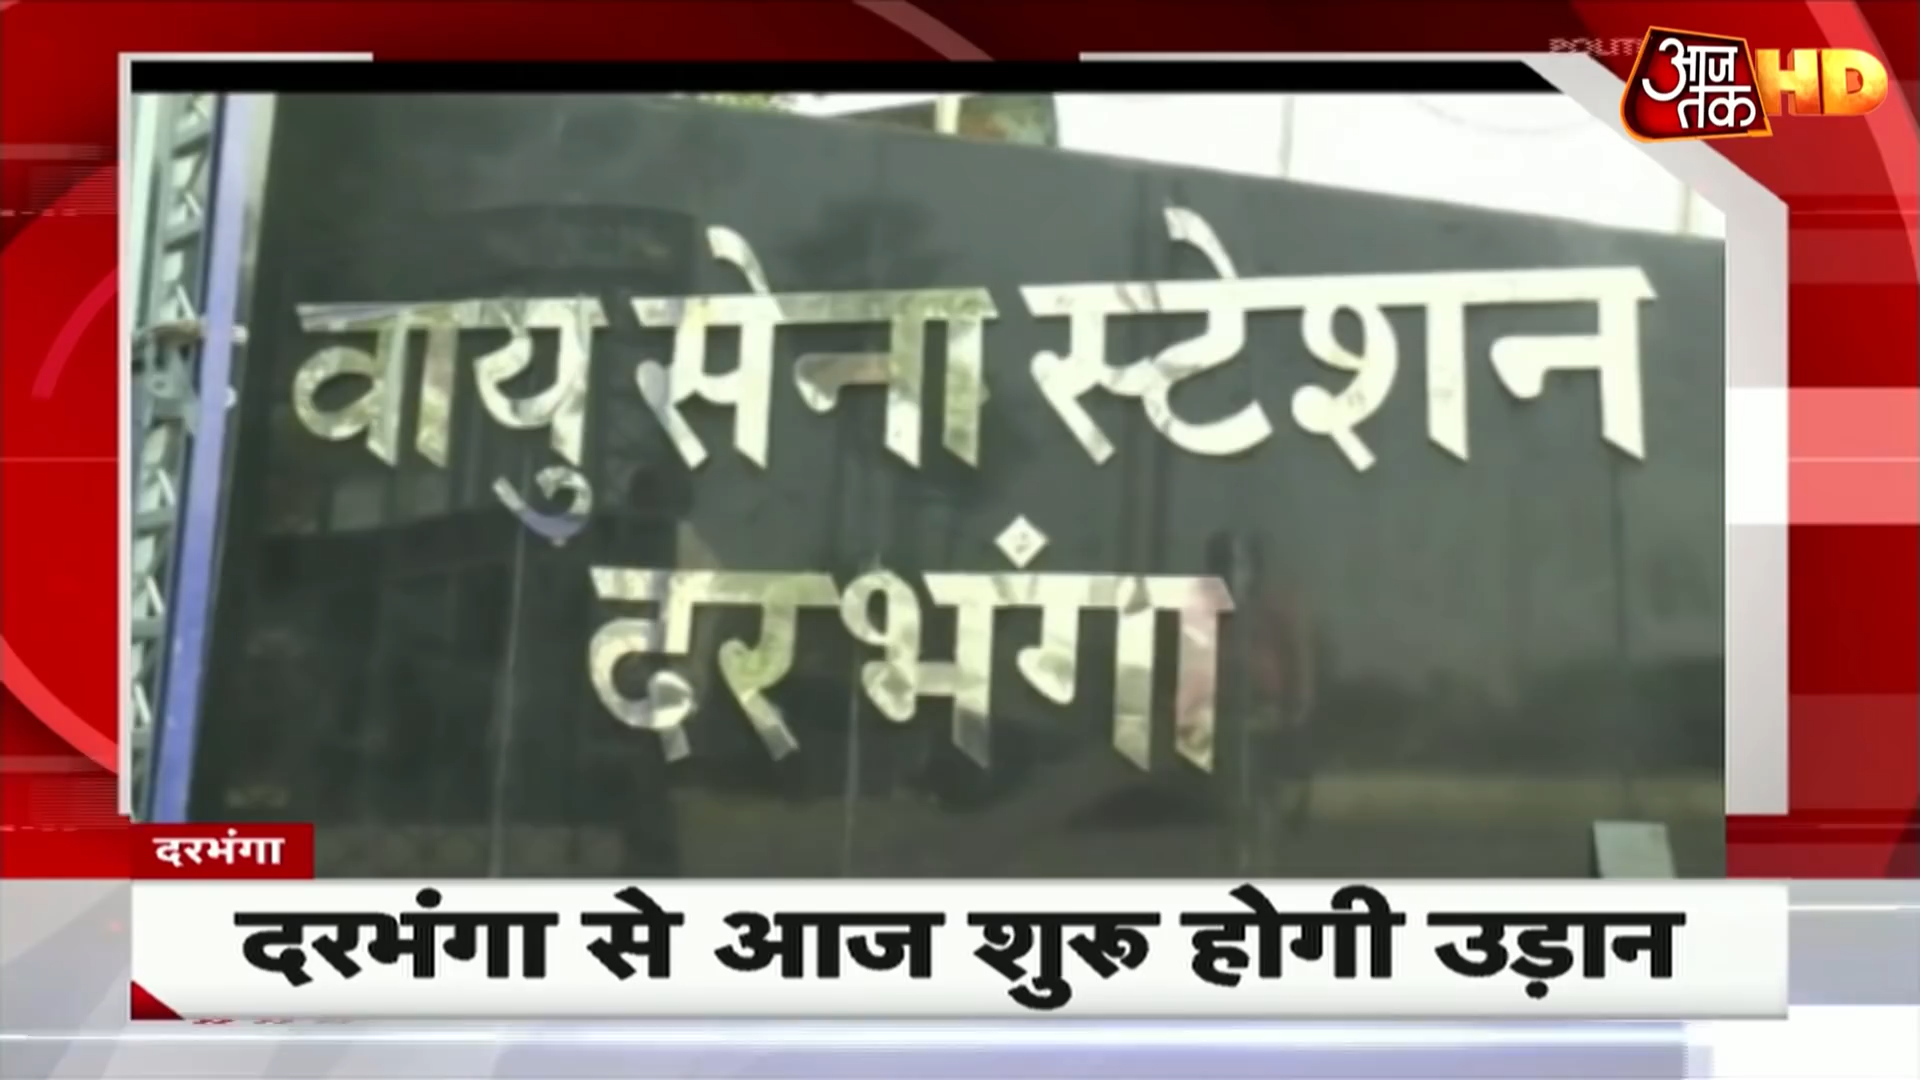 आज
तक HD
वायु सेना स्टेशन
दरभंगा
दरभंगा
दरभंगा से आज शुरू होगी उड़ान